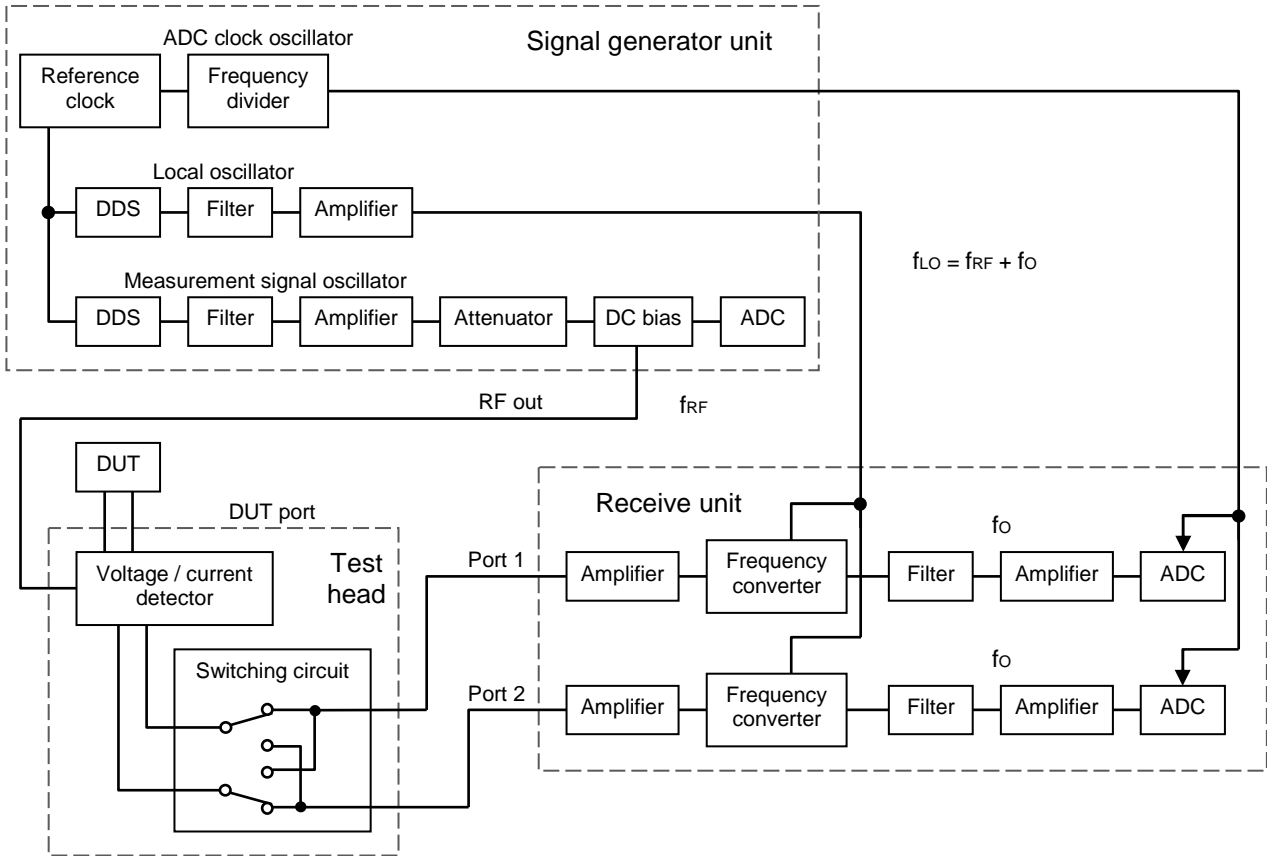 Signal generator unit
ADC clock oscillator
Reference
clock
Frequency
divider
Local oscillator
DDS
Filter
Amplifier
fLO = fRF + fO
Measurement signal oscillator
DDS
Filter
Amplifier
Attenuator
DC bias
ADC
RF out
fRF
DUT
DUT port
Test
head
Voltage / current
detector
Switching circuit
Receive unit
Port 1
Amplifier
Frequency
converter
Filter
fO
Amplifier
ADC
Port 2
Amplifier
Frequency
converter
Filter
fO
Amplifier
ADC